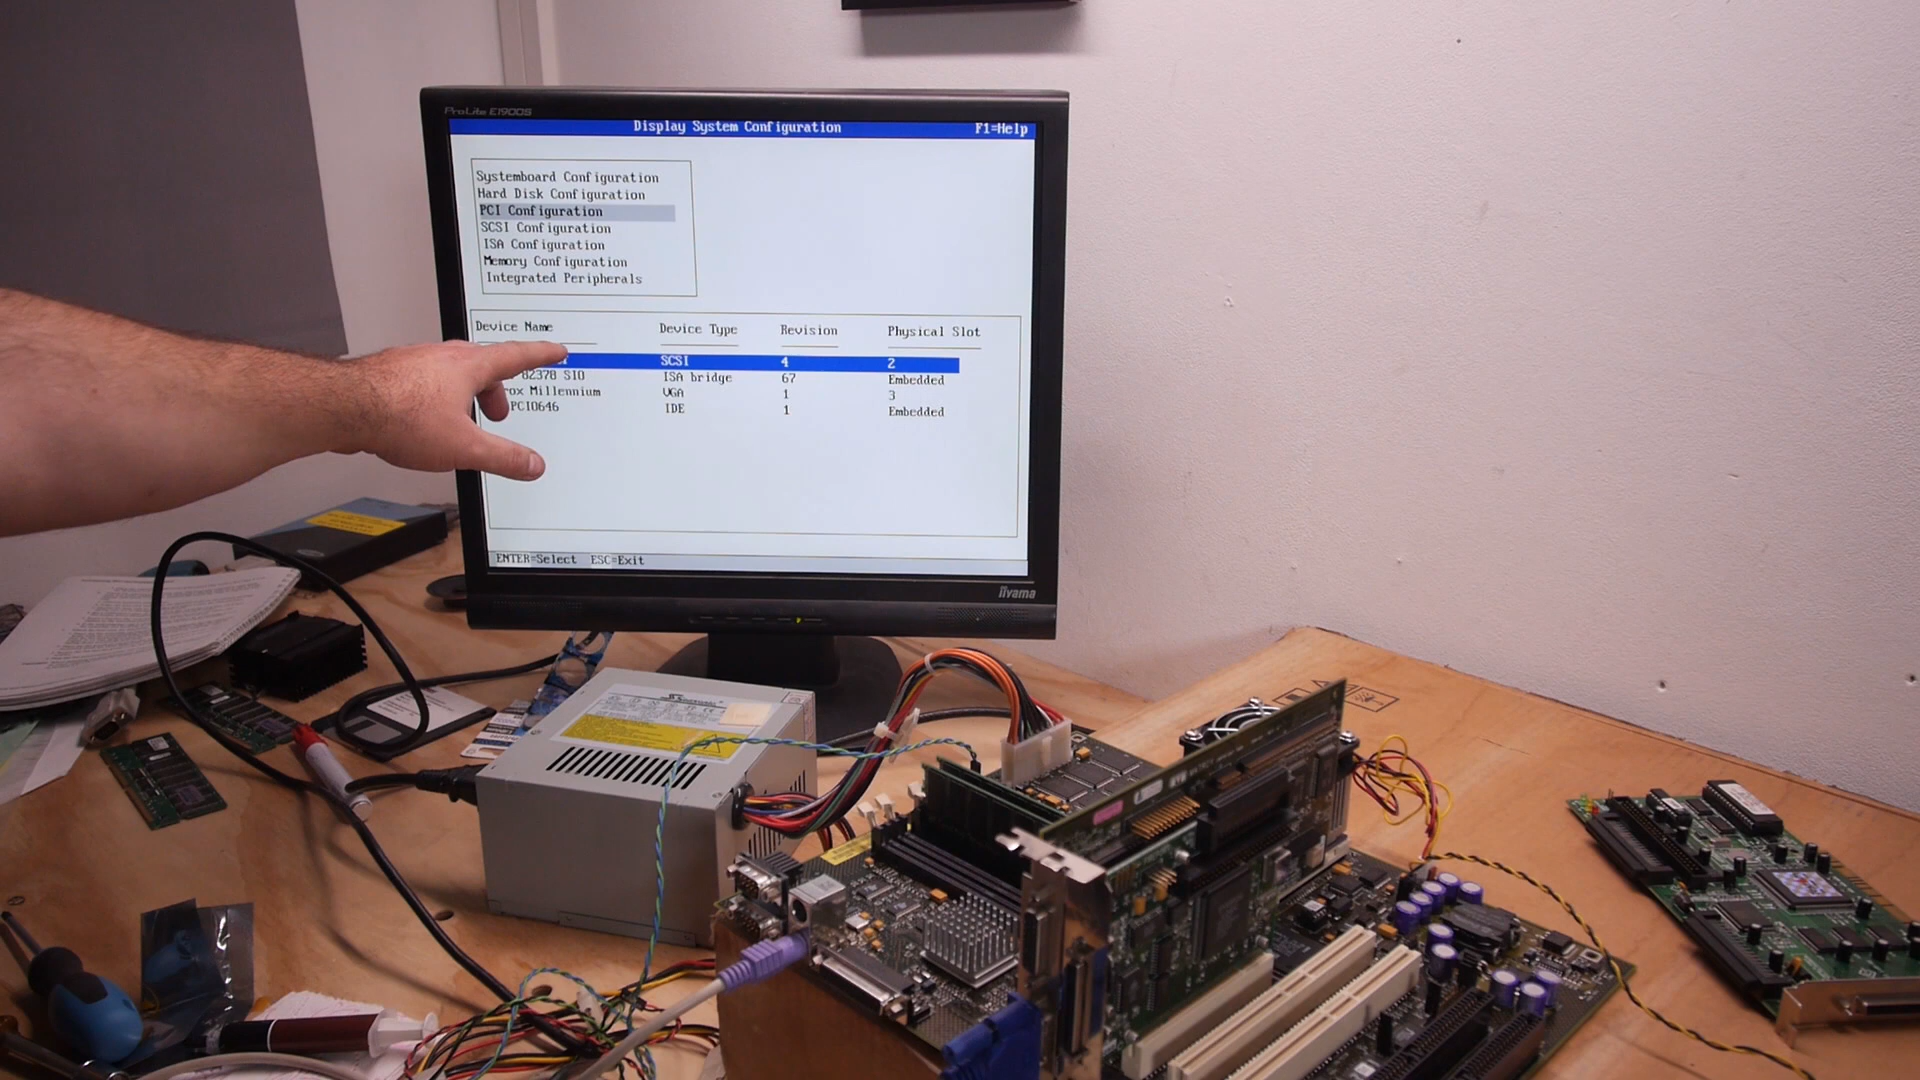 ProLite E1900S
Display System Configuration F1=Help
Systemboard Configuration
Hard Disk Configuration
PCI Configuration
SCSI Configuration
ISA Configuration
Memory Configuration
Integrated Peripherals
Device Name Device Type Revision Physical Slot
SCSI 4 2
82378 SIO ISA bridge 67 Embedded
Millennium VGA 1 3
PCI0646 IDE 1 Embedded
ENTER=Select ESC=Exit
iiyama